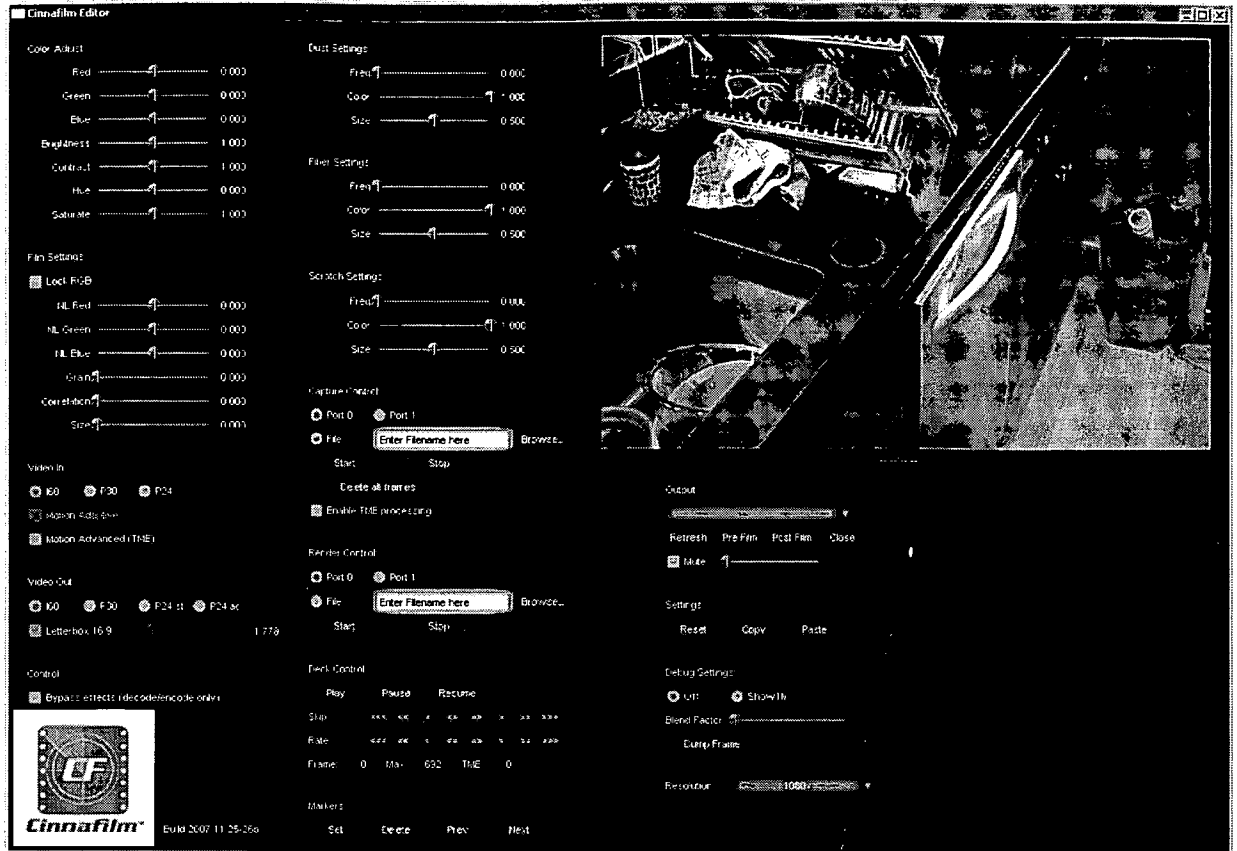 Cinnafilm Editor
Color Adjust
Red 0.000
Green 0.000
Blue 0.000
Brightness 1.000
Contrast 1.000
Hue 0.000
Saturate 1.000
Film Settings
Lock RGB
NL Red 0.000
NL Green 0.000
NL Blue 0.000
Grain 0.000
Correlation 0.000
Size 0.000
Video In
I60 P30 P24
Motion Adaptive
Motion Advanced (TME)
Video Out
I60 P30 P24 st P24 ac
Letterbox 16:9 1.778
Control
Bypass effects (decode/encode only)
Cinnafilm™
Build 2007 11-25-26
Dust Settings
Freq 0.000
Color 1.000
Size 0.500
Fiber Settings
Freq 0.000
Color 1.000
Size 0.500
Scratch Settings
Freq 0.000
Color 1.000
Size 0.500
Capture Control
Port 0 Port 1
File Enter Filename here Browse...
Start Stop
Delete all frames
Enable TME processing
Render Control
Port 0 Port 1
File Enter Filename here Browse...
Start Stop
Deck Control
Play Pause Resume
Skip
Rate
Frame: 0 Max 692 TME 0
Markers
Set Delete Prev Next
Output
Refresh Pre Film Post Film Close
Mute
Settings
Reset Copy Paste
Debug Settings
Off
Blend Factor
Dump Frame
Resolution